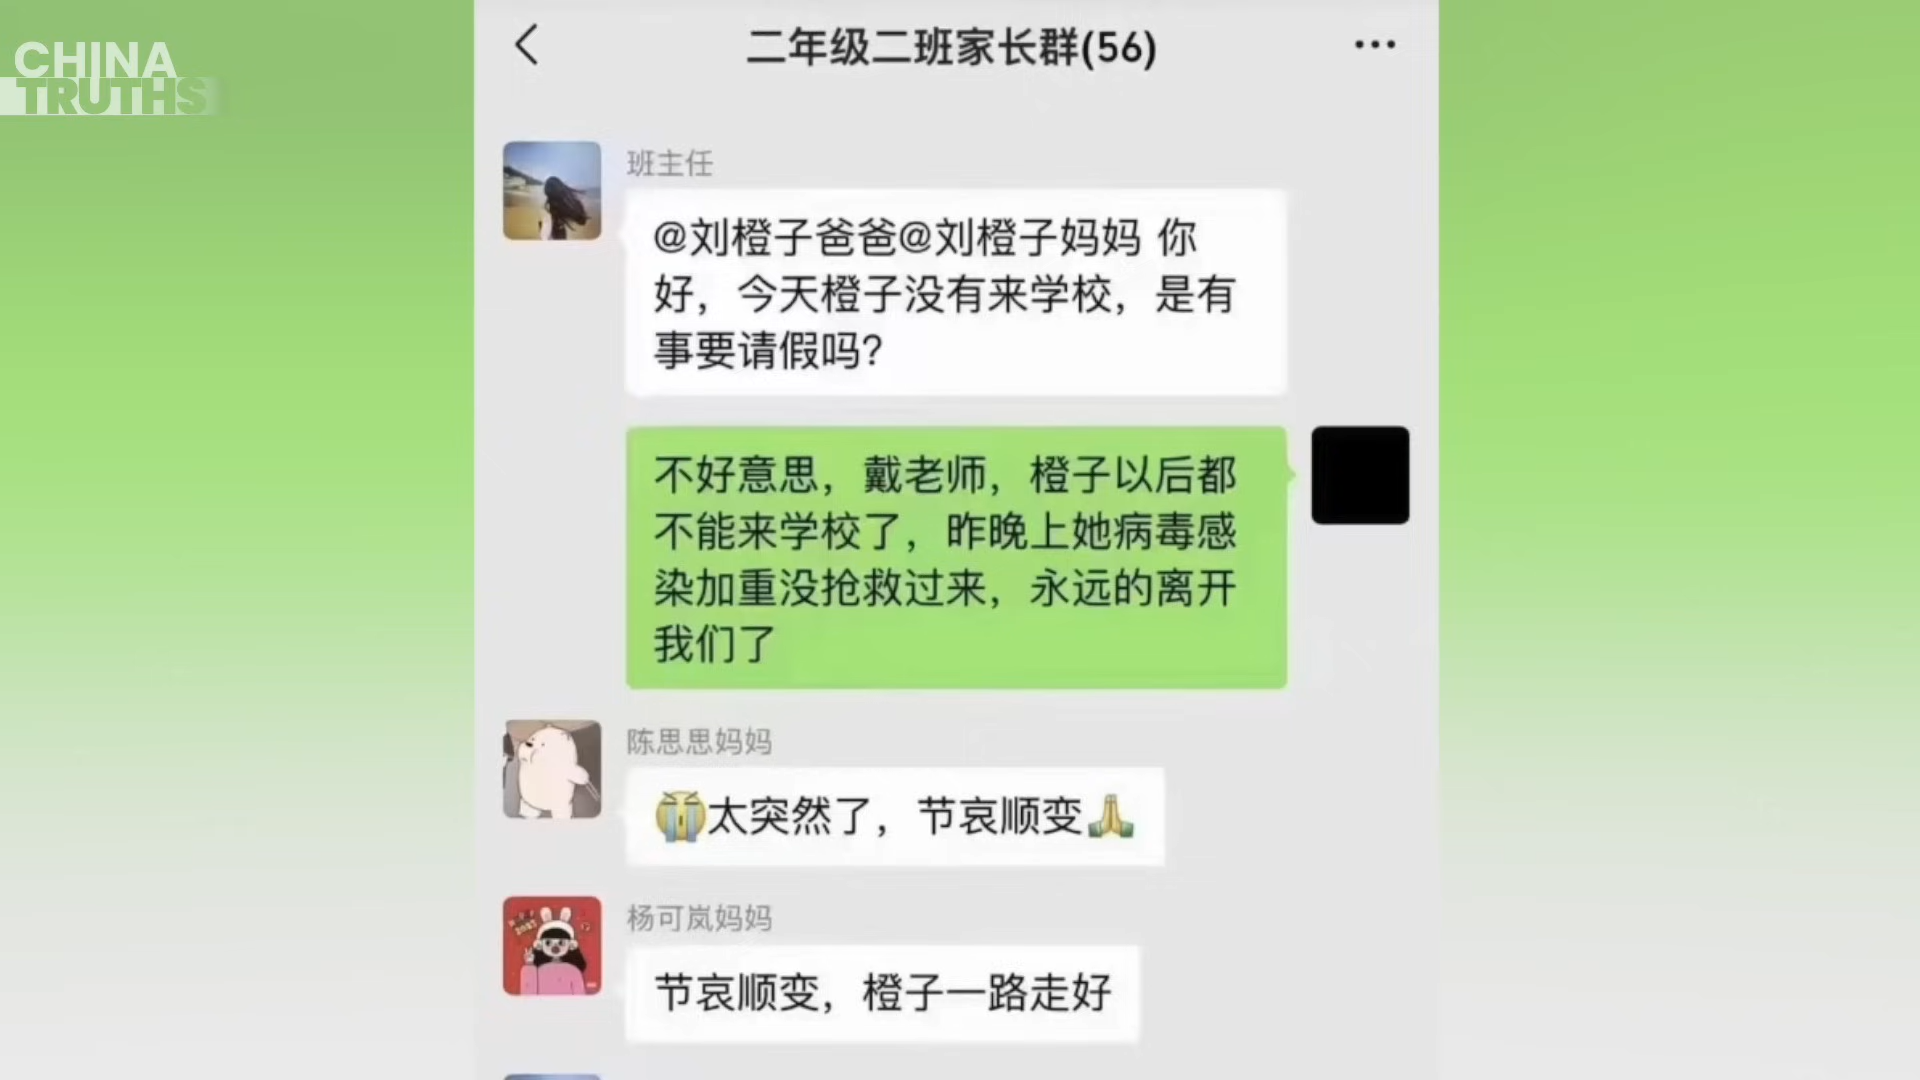 CHINA
TRUTHS
二年级二班家长群(56)
班主任
@刘橙子爸爸@刘橙子妈妈 你
好，今天橙子没有来学校，是有
事要请假吗？
不好意思，戴老师，橙子以后都
不能来学校了，昨晚上她病毒感
染加重没抢救过来，永远的离开
我们了
陈思思妈妈
😭太突然了，节哀顺变🙏
杨可岚妈妈
节哀顺变，橙子一路走好